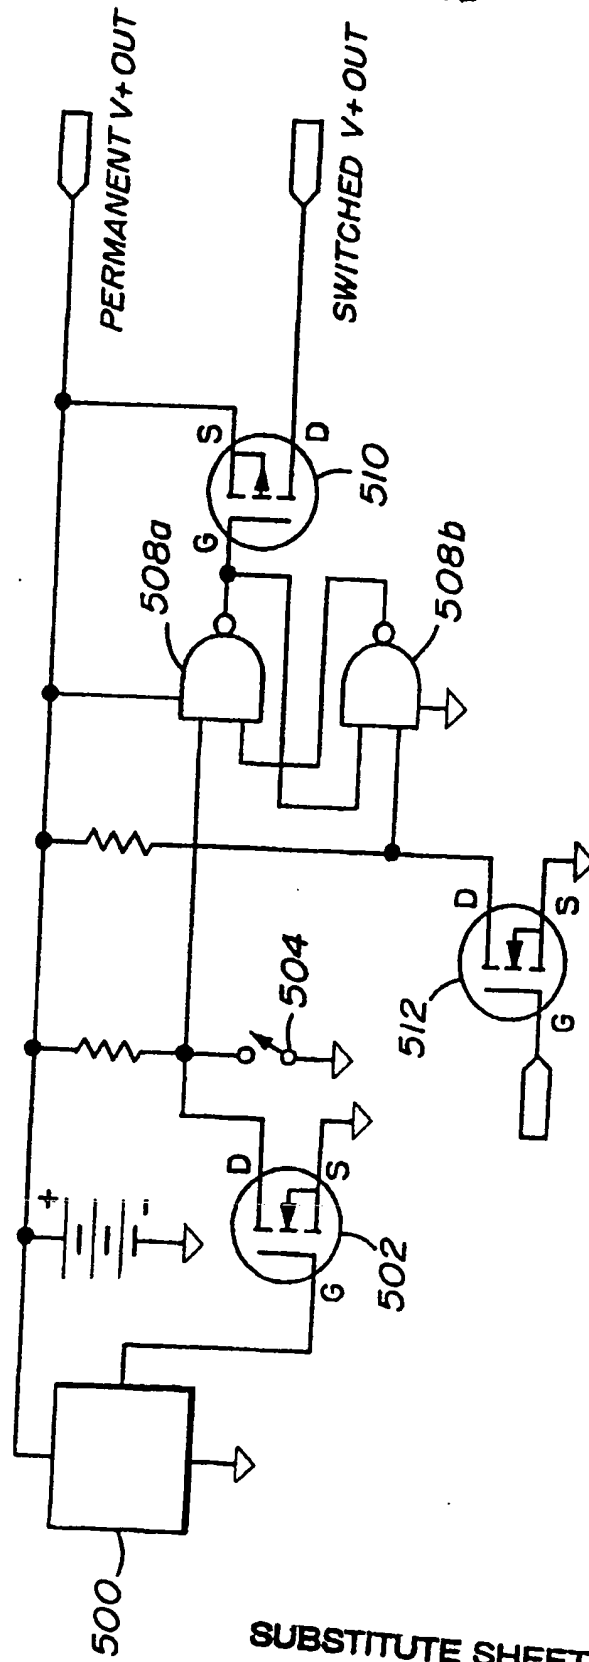 PERMANENT V+ OUT
SWITCHED V+ OUT
S
D
G
510
508a
508b
D
S
G
512
504
+
-
D
S
G
502
500
SUBSTITUTE SHEET